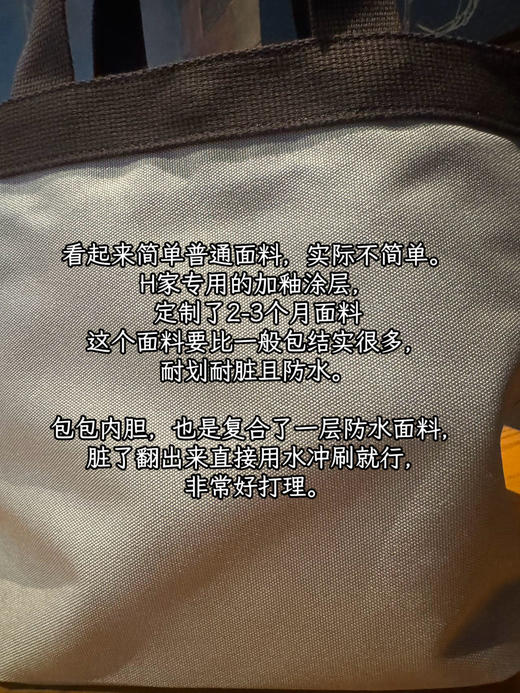 看起来简单普通面料，实际不简单。
H家专用的加釉涂层，
定制了2-3个月面料
这个面料要比一般包结实很多，
耐划耐脏且防水。
包包内胆，也是复合了一层防水面料，
脏了翻出来直接用水冲刷就行，
非常好打理。